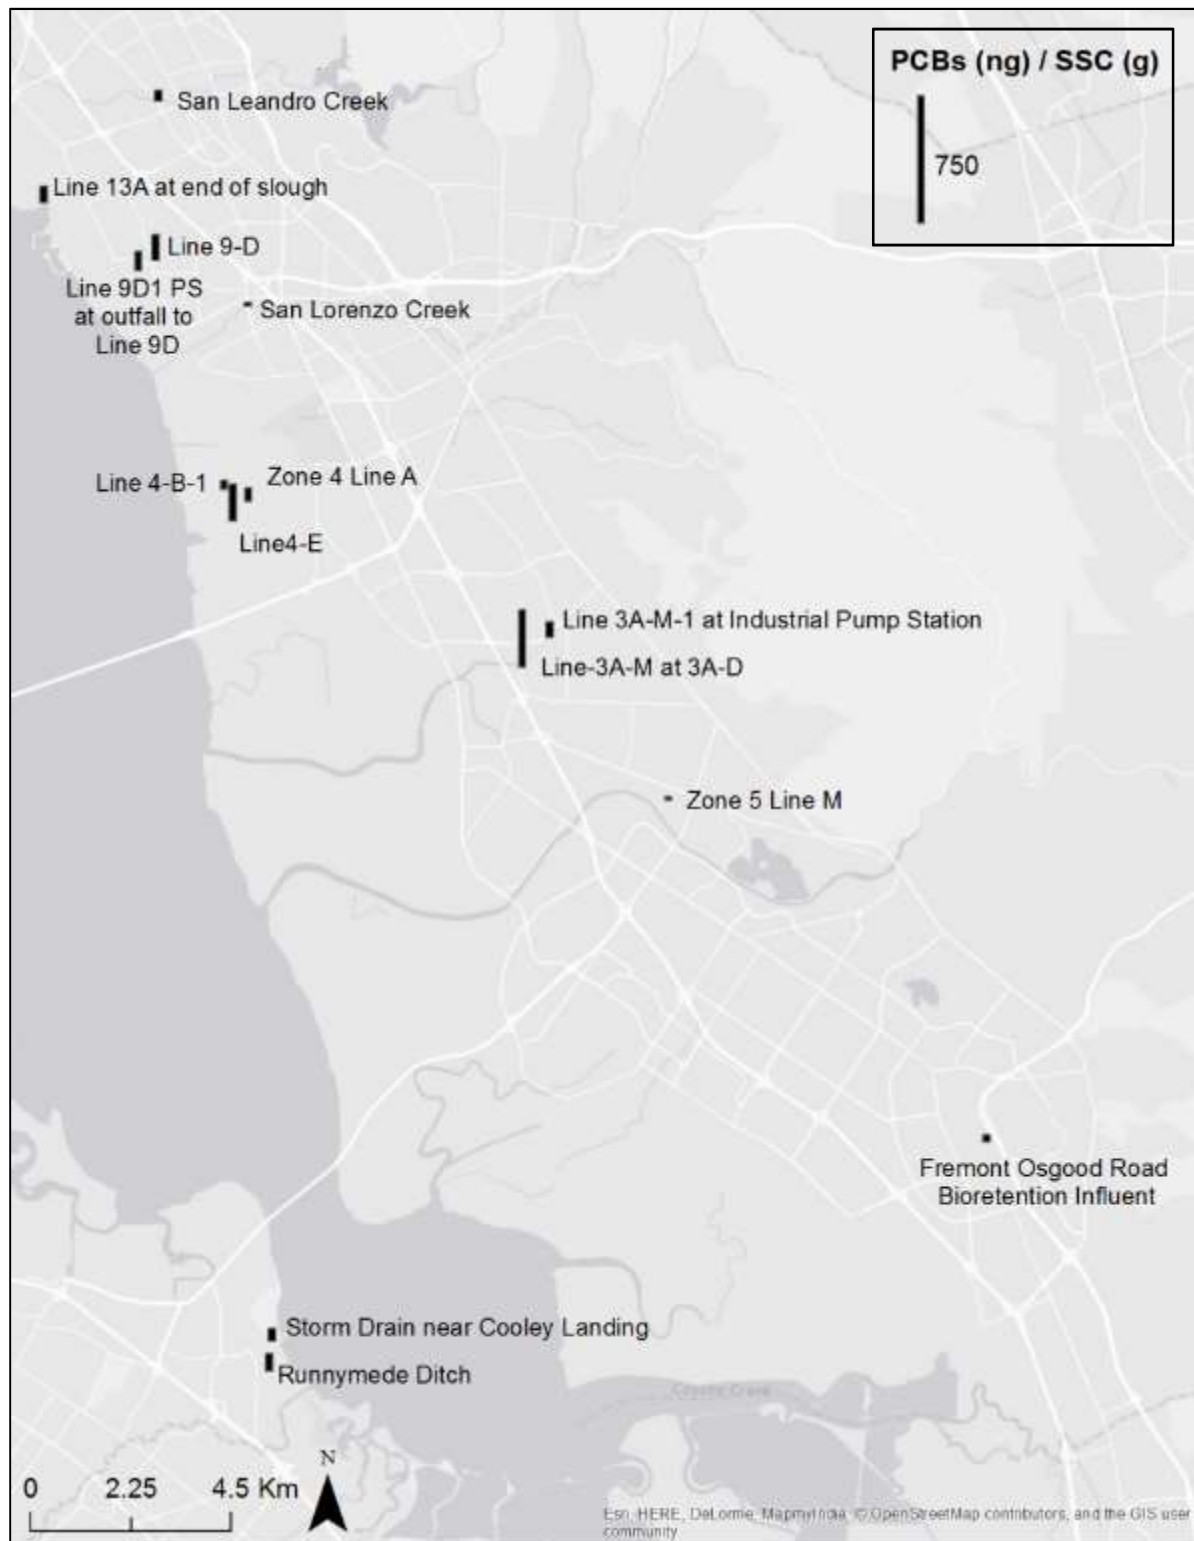 PCBs (ng) / SSC (g)
750
San Leandro Creek
Line 13A at end of slough
Line 9-D
Line 9D1 PS
at outfall to
Line 9D
San Lorenzo Creek
Line 4-B-1
Zone 4 Line A
Line4-E
Line 3A-M-1 at Industrial Pump Station
Line-3A-M at 3A-D
Zone 5 Line M
Fremont Osgood Road
Bioretention Influent
Storm Drain near Cooley Landing
Runnymede Ditch
Coyote Creek
N
0 2.25 4.5 Km
Esri, HERE, DeLorme, MapmyIndia, © OpenStreetMap contributors, and the GIS user
community